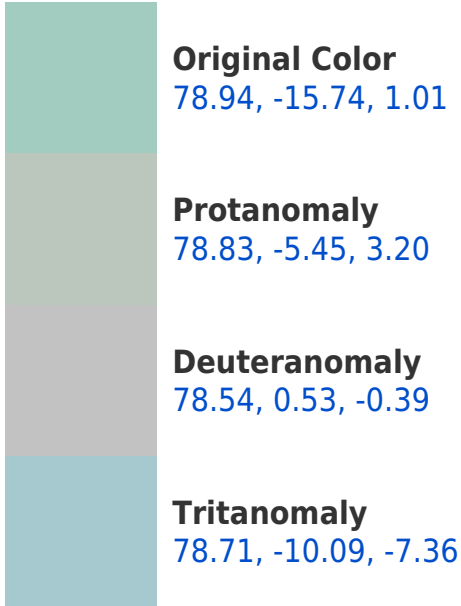 Original Color
78.94, -15.74, 1.01
Protanomaly
78.83, -5.45, 3.20
Deuteranomaly
78.54, 0.53, -0.39
Tritanomaly
78.71, -10.09, -7.36